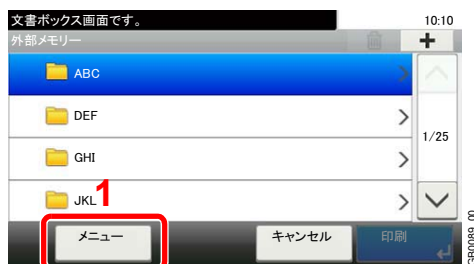 文書ボックス画面です。 10:10
外部メモリー
ABC
DEF
1/25
GHI
JKL
1
メニュー キャンセル 印刷
GB0089_00